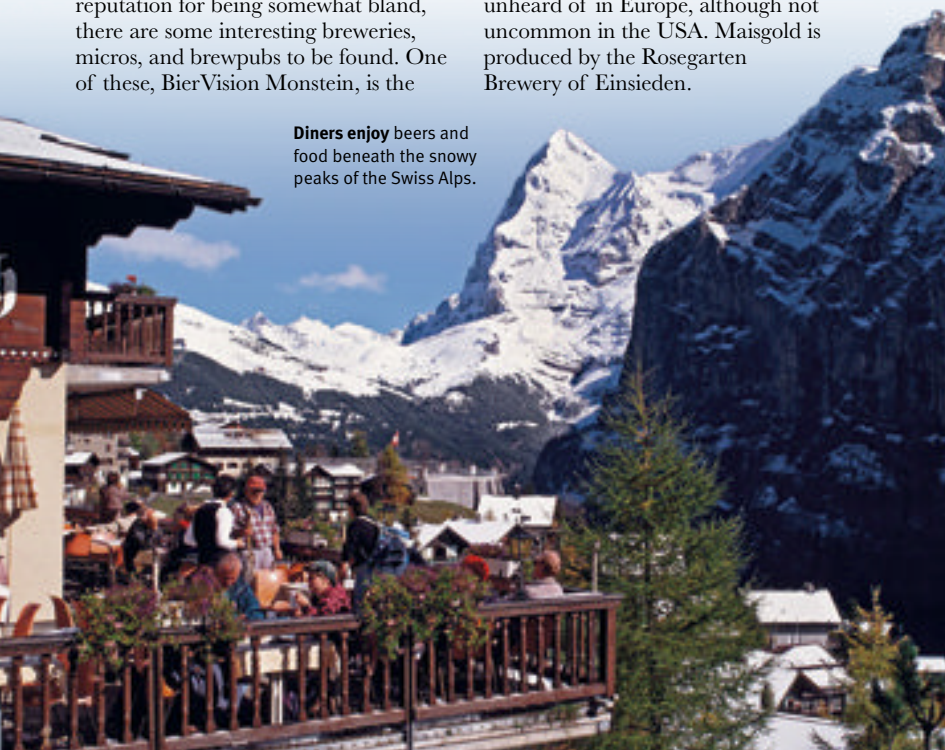 reputation for being somewhat bland,
there are some interesting breweries,
micros, and brewpubs to be found. One
of these, BierVision Monstein, is the
unheard of in Europe, although not
uncommon in the USA. Maisgold is
produced by the Rosegarten
Brewery of Einsieden.
Diners enjoy beers and
food beneath the snowy
peaks of the Swiss Alps.